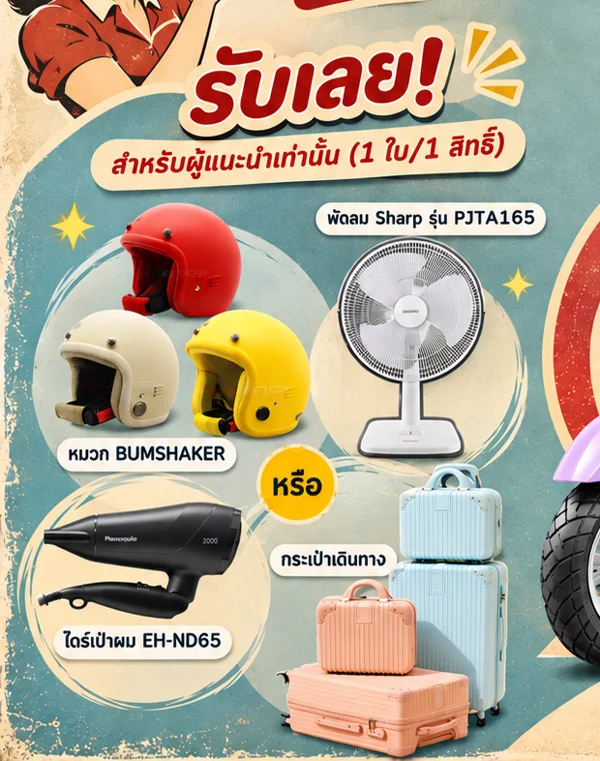 รับเลย!
สำหรับผู้แนะนำเท่านั้น (1 ใบ/1 สิทธิ์)
พัดลม Sharp รุ่น PJTA165
หมวก BUMSHAKER
หรือ
2000
กระเป๋าเดินทาง
ไดร์เป่าผม EH-ND65